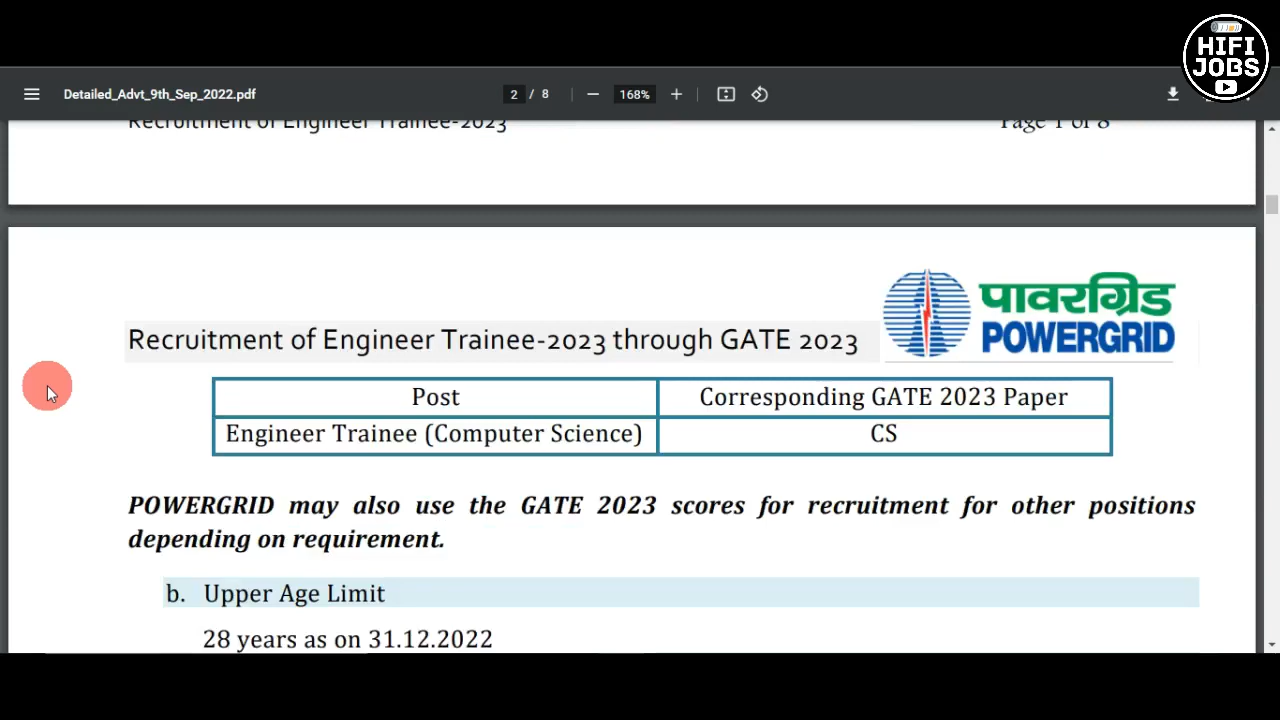 HIFI
JOBS
Detailed_Advt_9th_Sep_2022.pdf
2 / 8
168%
Recruitment of Engineer Trainee-2023
Page 1 of 8
पावरग्रिड
POWERGRID
Recruitment of Engineer Trainee-2023 through GATE 2023
Post
Corresponding GATE 2023 Paper
Engineer Trainee (Computer Science)
CS
POWERGRID may also use the GATE 2023 scores for recruitment for other positions
depending on requirement.
b. Upper Age Limit
28 years as on 31.12.2022